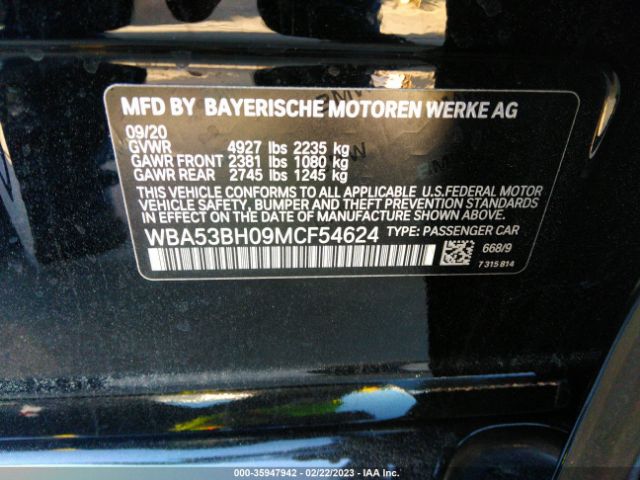 MFD BY BAYERISCHE MOTOREN WERKE AG
09/20
GVWR 4927 lbs 2235 kg
GAWR FRONT 2381 lbs 1080 kg
GAWR REAR 2745 lbs 1245 kg
THIS VEHICLE CONFORMS TO ALL APPLICABLE U.S.FEDERAL MOTOR
VEHICLE SAFETY, BUMPER, AND THEFT PREVENTION STANDARDS
IN EFFECT ON THE DATE OF MANUFACTURE SHOWN ABOVE.
WBA53BH09MCF54624 TYPE: PASSENGER CAR
668/9
7 315 814
000-35947942 - 02/22/2023 - IAA Inc.